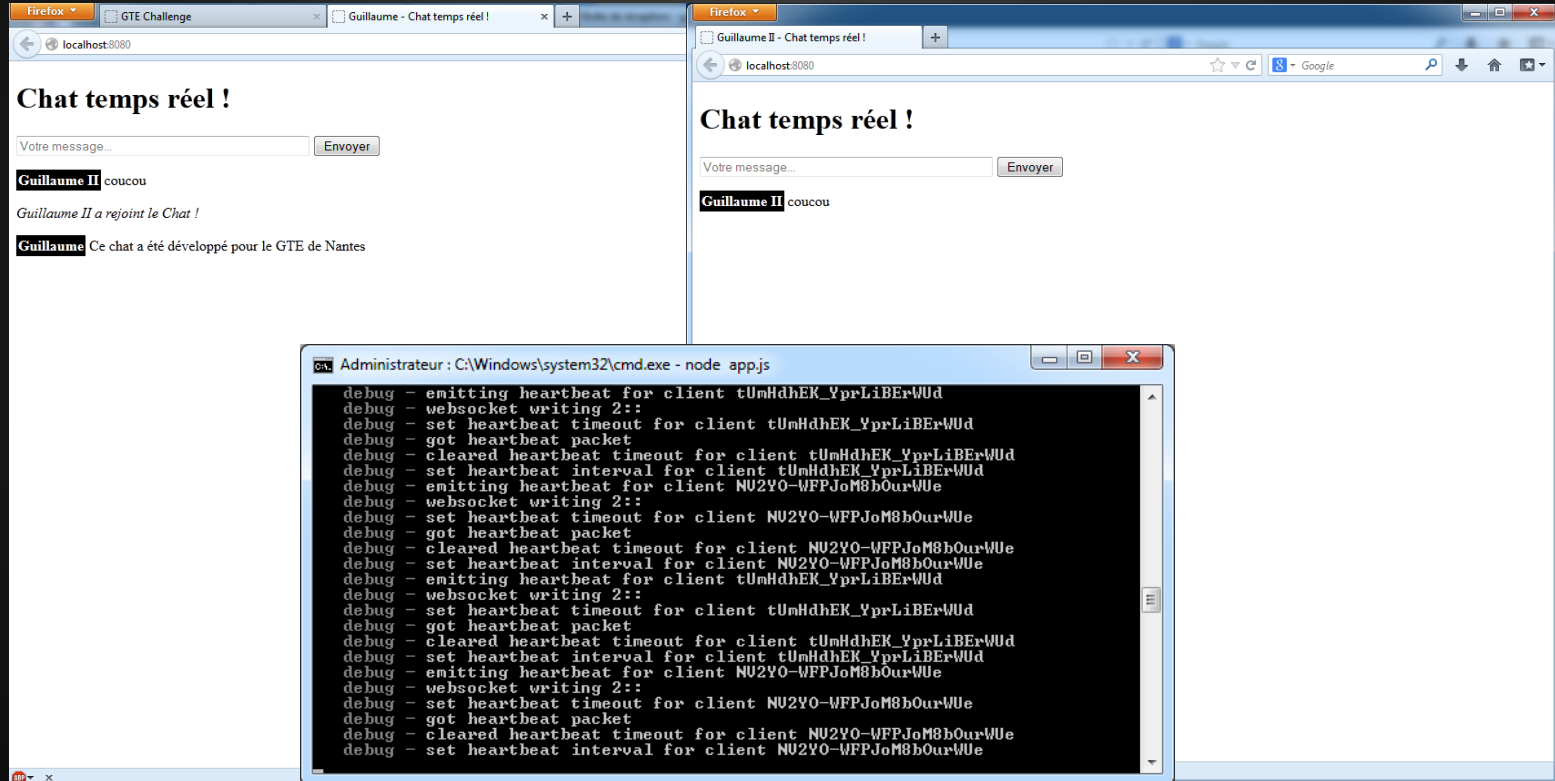 Firefox
GTE Challenge
Guillaume - Chat temps réel !
localhost:8080
Chat temps réel !
Votre message...
Envoyer
Guillaume II coucou
Guillaume II a rejoint le Chat !
Guillaume Ce chat a été développé pour le GTE de Nantes
Firefox
Guillaume II - Chat temps réel !
localhost:8080
Google
Chat temps réel !
Votre message...
Envoyer
Guillaume II coucou
Administrateur : C:\Windows\system32\cmd.exe - node app.js
debug - emitting heartbeat for client tUmHdhEK_YprLiBErWUd
debug - websocket writing 2::
debug - set heartbeat timeout for client tUmHdhEK_YprLiBErWUd
debug - got heartbeat packet
debug - cleared heartbeat timeout for client tUmHdhEK_YprLiBErWUd
debug - set heartbeat interval for client tUmHdhEK_YprLiBErWUd
debug - emitting heartbeat for client NV2YO-WFPJoM8bOurWUe
debug - websocket writing 2::
debug - set heartbeat timeout for client NV2YO-WFPJoM8bOurWUe
debug - got heartbeat packet
debug - cleared heartbeat timeout for client NV2YO-WFPJoM8bOurWUe
debug - set heartbeat interval for client NV2YO-WFPJoM8bOurWUe
debug - emitting heartbeat for client tUmHdhEK_YprLiBErWUd
debug - websocket writing 2::
debug - set heartbeat timeout for client tUmHdhEK_YprLiBErWUd
debug - got heartbeat packet
debug - cleared heartbeat timeout for client tUmHdhEK_YprLiBErWUd
debug - set heartbeat interval for client tUmHdhEK_YprLiBErWUd
debug - emitting heartbeat for client NV2YO-WFPJoM8bOurWUe
debug - websocket writing 2::
debug - set heartbeat timeout for client NV2YO-WFPJoM8bOurWUe
debug - got heartbeat packet
debug - cleared heartbeat timeout for client NV2YO-WFPJoM8bOurWUe
debug - set heartbeat interval for client NV2YO-WFPJoM8bOurWUe
ABP